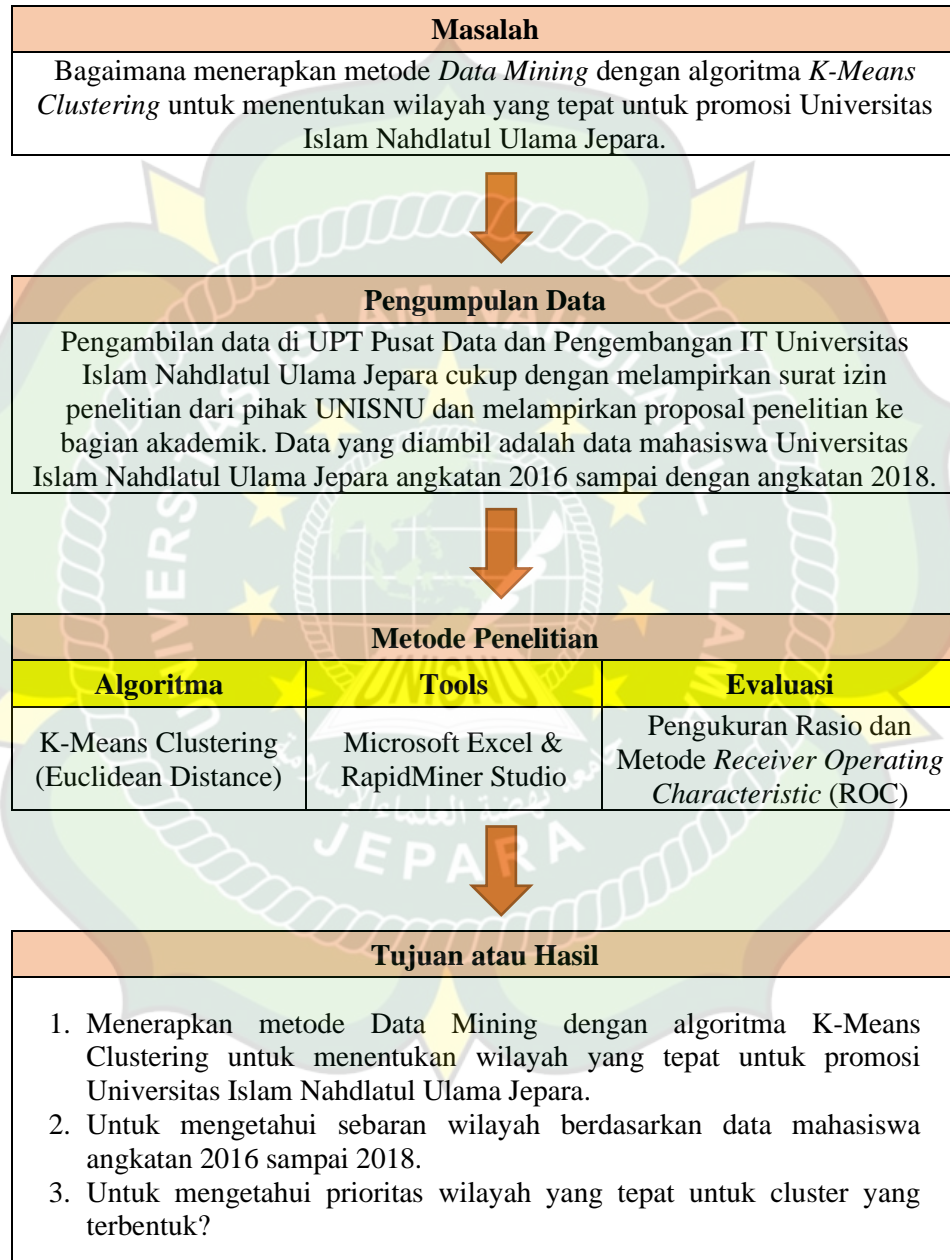 Masalah
Bagaimana menerapkan metode Data Mining dengan algoritma K-Means
Clustering untuk menentukan wilayah yang tepat untuk promosi Universitas
Islam Nahdlatul Ulama Jepara.
Pengumpulan Data
Pengambilan data di UPT Pusat Data dan Pengembangan IT Universitas
Islam Nahdlatul Ulama Jepara cukup dengan melampirkan surat izin
penelitian dari pihak UNISNU dan melampirkan proposal penelitian ke
bagian akademik. Data yang diambil adalah data mahasiswa Universitas
Islam Nahdlatul Ulama Jepara angkatan 2016 sampai dengan angkatan 2018.
Metode Penelitian
Algoritma
Tools
Evaluasi
K-Means Clustering
(Euclidean Distance)
Microsoft Excel &
RapidMiner Studio
Pengukuran Rasio dan
Metode Receiver Operating
Characteristic (ROC)
Tujuan atau Hasil
1. Menerapkan metode Data Mining dengan algoritma K-Means
Clustering untuk menentukan wilayah yang tepat untuk promosi
Universitas Islam Nahdlatul Ulama Jepara.
2. Untuk mengetahui sebaran wilayah berdasarkan data mahasiswa
angkatan 2016 sampai 2018.
3. Untuk mengetahui prioritas wilayah yang tepat untuk cluster yang
terbentuk?
UNIVERSITAS ISLAM NAHDLATUL ULAMA
UNISNU
JEPARA